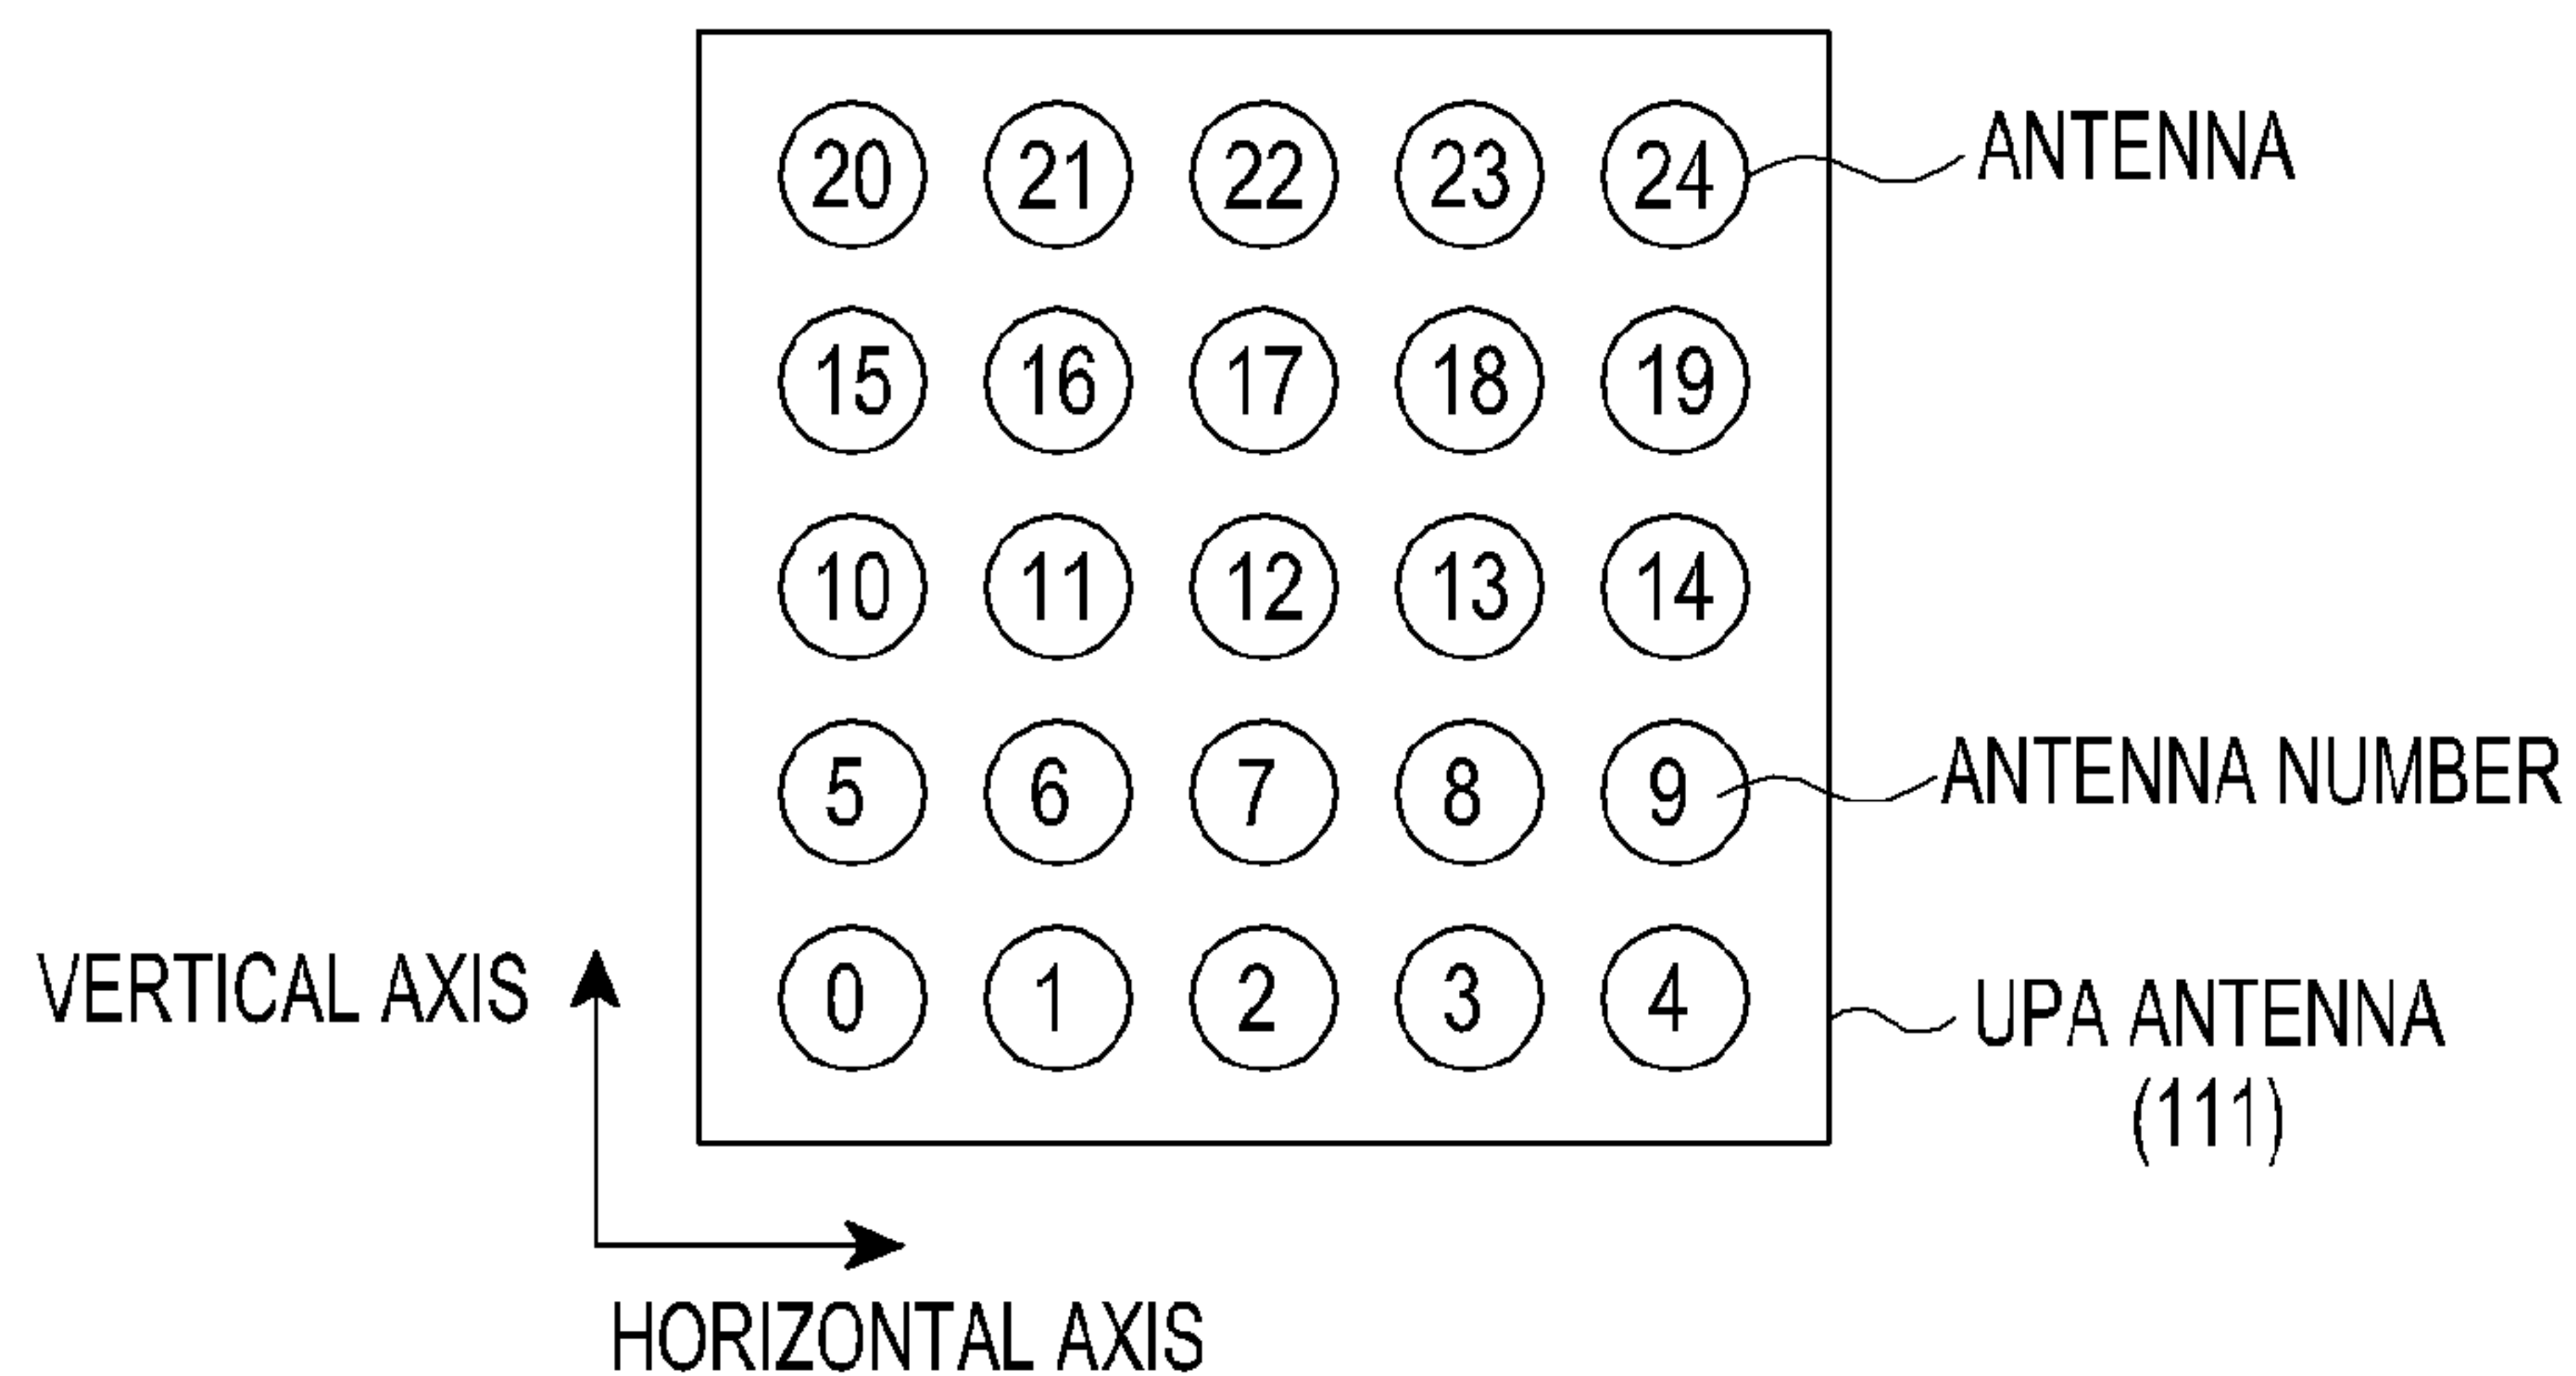 20 21 22 23 24 ANTENNA
15 16 17 18 19
10 11 12 13 14
5 6 7 8 9 ANTENNA NUMBER
0 1 2 3 4
VERTICAL AXIS
UPA ANTENNA
(111)
HORIZONTAL AXIS